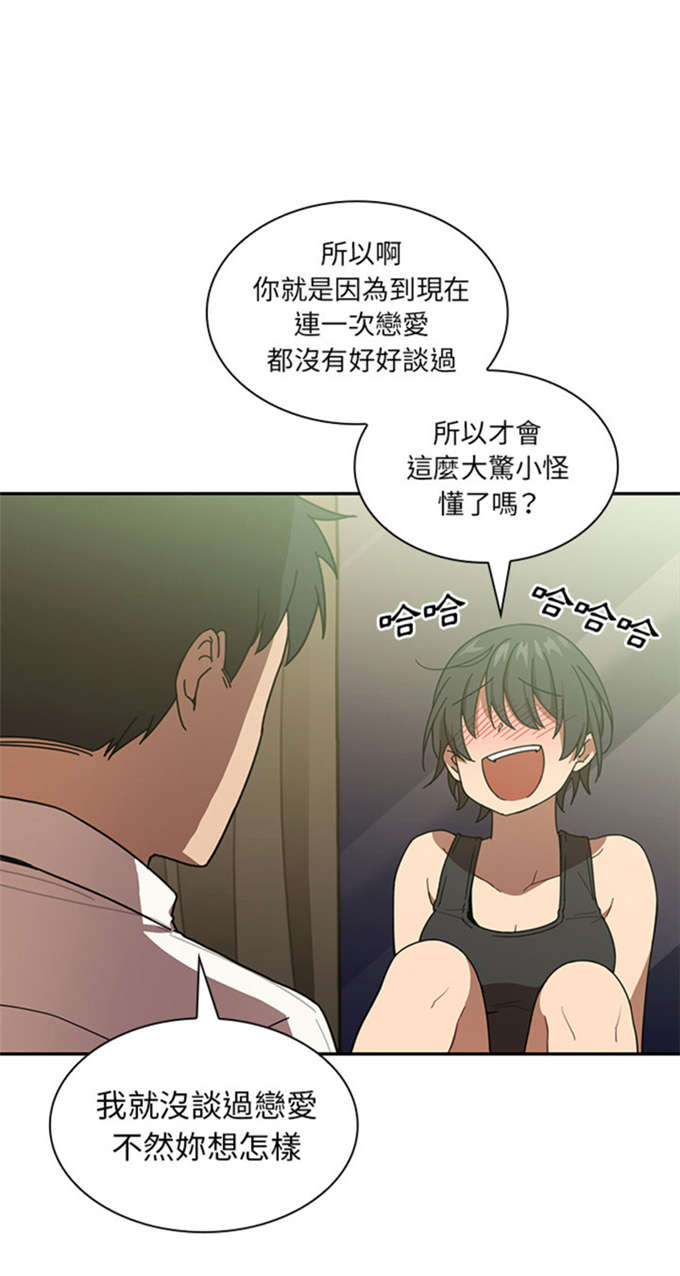 所以啊
你就是因為到現在
連一次戀愛
都沒有好好談過
所以才會
這麼大驚小怪
懂了嗎？
哈哈
哈哈哈
我就沒談過戀愛
不然妳想怎樣